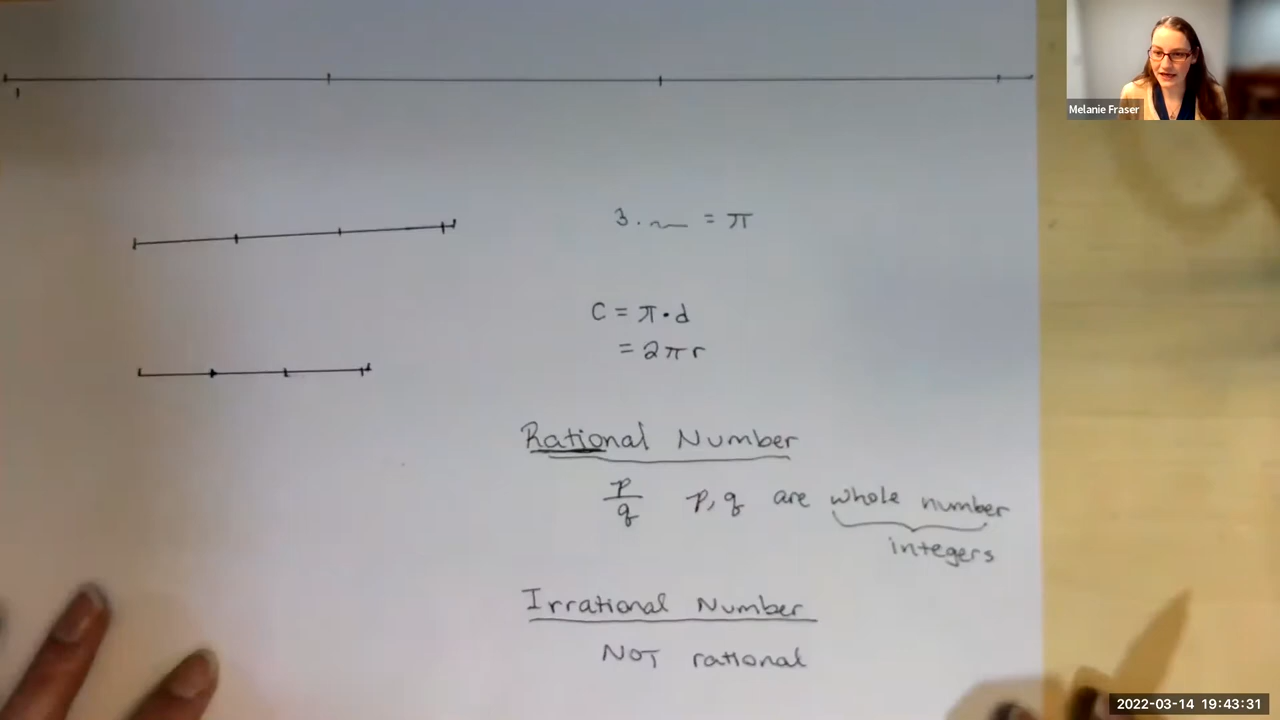 Melanie Fraser
3. = π
C = π · d
= 2πr
Rational Number
p/q p, q are whole number
integers
Irrational Number
NOT rational
2022-03-14 19:43:31